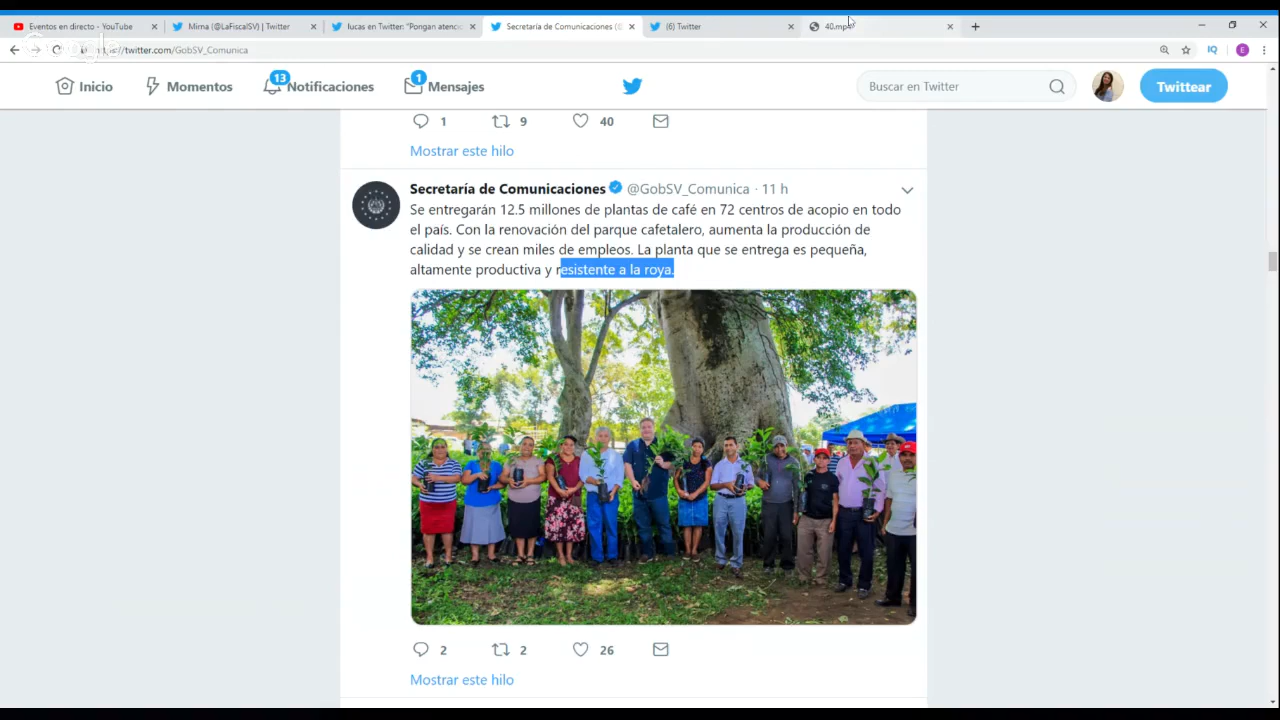 Eventos en directo - YouTube
Mirna (@LaFiscalSV) | Twitter
lucas en Twitter: "Pongan atenció
Secretaría de Comunicaciones (
(6) Twitter
40.mp4
twitter.com/GobSV_Comunica
Inicio
Momentos
13
Notificaciones
1
Mensajes
Buscar en Twitter
Twittear
1
9
40
Mostrar este hilo
Secretaría de Comunicaciones @GobSV_Comunica · 11 h
Se entregarán 12.5 millones de plantas de café en 72 centros de acopio en todo
el país. Con la renovación del parque cafetalero, aumenta la producción de
calidad y se crean miles de empleos. La planta que se entrega es pequeña,
altamente productiva y resistente a la roya.
2
2
26
Mostrar este hilo